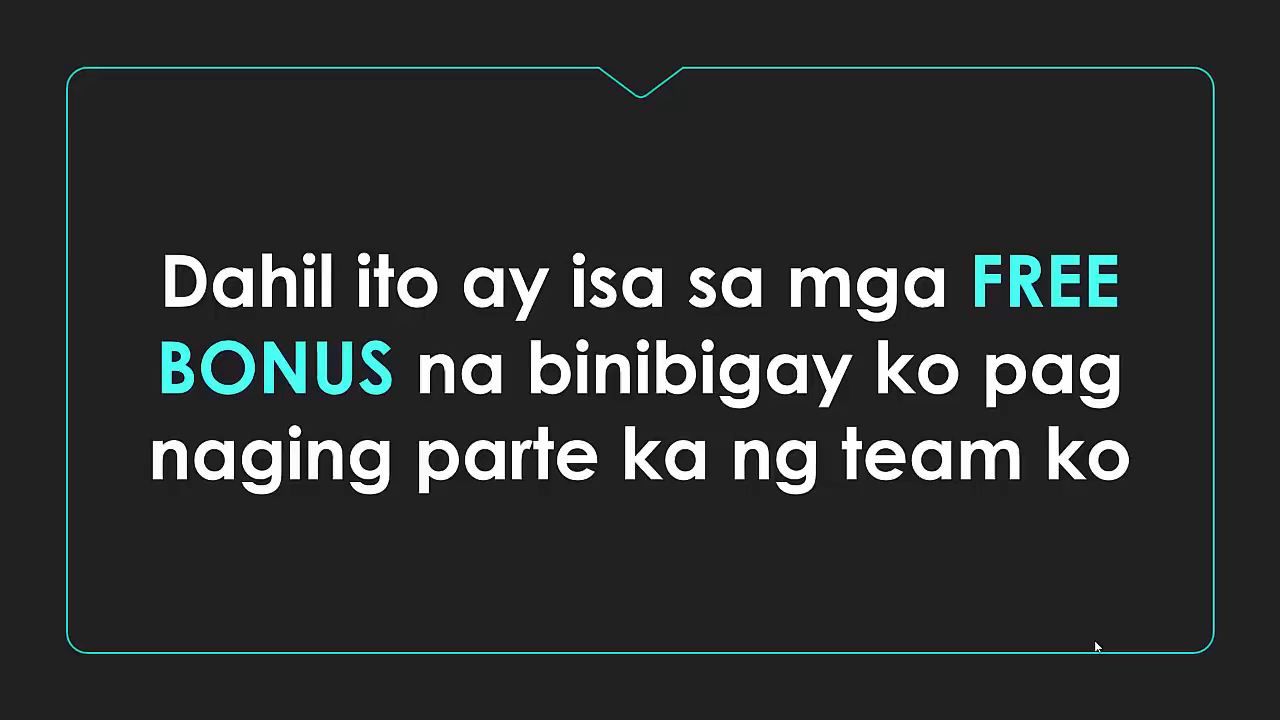 Dahil ito ay isa sa mga FREE
BONUS na binibigay ko pag
naging parte ka ng team ko